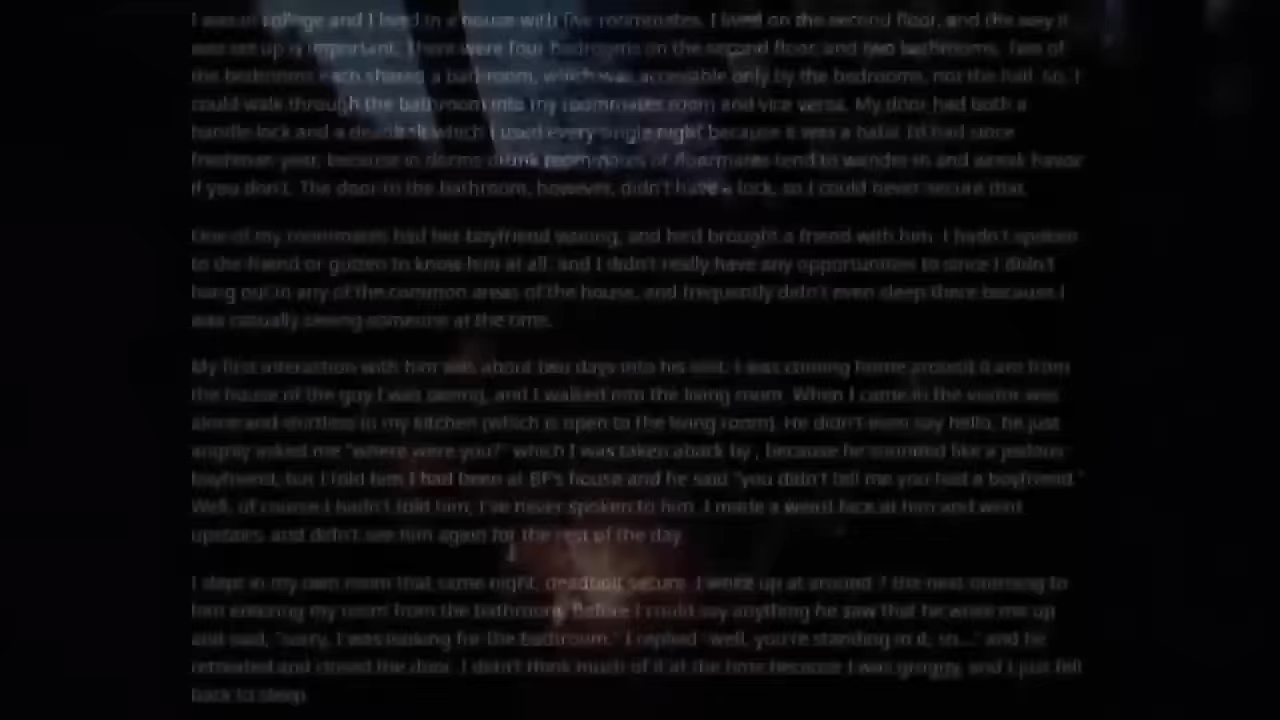 I was in college and I lived in a house with five roommates. I lived on the second floor, and the way it
was set up is important. There were four bedrooms on the second floor, and two bathrooms. Two of
the bedrooms each shared a bathroom, which was accessible only by the bedrooms, not the hall. So, I
could walk through the bathroom into my roommates room and vice versa. My door had both a
handle lock and a deadbolt which I used every single night because it was a habit I'd had since
freshman year, because in dorms drunk roommates or floormates tend to wander in and wreak havoc
if you don't. The door to the bathroom, however, didn't have a lock, so I could never secure that.
One of my roommates had her boyfriend visiting, and he'd brought a friend with him. I hadn't spoken
to the friend or gotten to know him at all, and I didn't really have any opportunities to since I didn't
hang out in any of the common areas of the house, and frequently didn't even sleep there because I
was casually seeing someone at the time.
My first interaction with him was about two days into his visit. I was coming home around 8 am from
the house of the guy I was seeing, and I walked into the living room. When I came in the visitor was
alone and shirtless in my kitchen (which is open to the living room). He didn't even say hello, he just
angrily asked me "where were you?" which I was taken aback by , because he sounded like a jealous
boyfriend, but I told him I had been at BF's house and he said "you didn't tell me you had a boyfriend."
Well, of course I hadn't told him, I've never spoken to him. I made a weird face at him and went
upstairs, and didn't see him again for the rest of the day.
I slept in my own room that same night, deadbolt secure. I woke up at around 7 the next morning to
him entering my room from the bathroom. Before I could say anything he saw that he woke me up
and said, "sorry, I was looking for the bathroom." I replied "well, you're standing in it, so..." and he
retreated and closed the door. I didn't think much of it at the time because I was groggy, and I just fell
back to sleep.